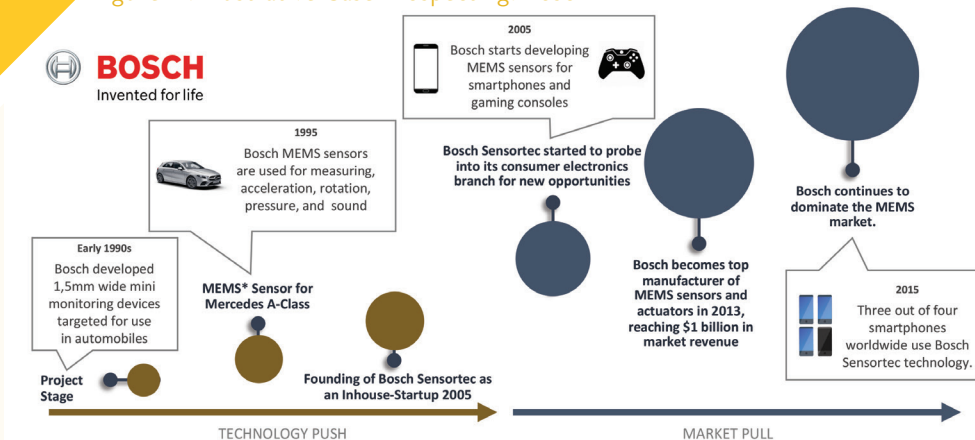 BOSCH
Invented for life
Early 1990s
Bosch developed
1,5mm wide mini
monitoring devices
targeted for use
in automobiles
Project
Stage
1995
Bosch MEMS sensors
are used for measuring,
acceleration, rotation,
pressure, and sound
MEMS* Sensor for
Mercedes A-Class
Founding of Bosch Sensortec as
an Inhouse-Startup 2005
2005
Bosch starts developing
MEMS sensors for
smartphones and
gaming consoles
Bosch Sensortec started to probe
into its consumer electronics
branch for new opportunities
Bosch becomes top
manufacturer of
MEMS sensors and
actuators in 2013,
reaching $1 billion in
market revenue
Bosch continues to
dominate the MEMS
market.
2015
Three out of four
smartphones
worldwide use Bosch
Sensortec technology.
TECHNOLOGY PUSH
MARKET PULL